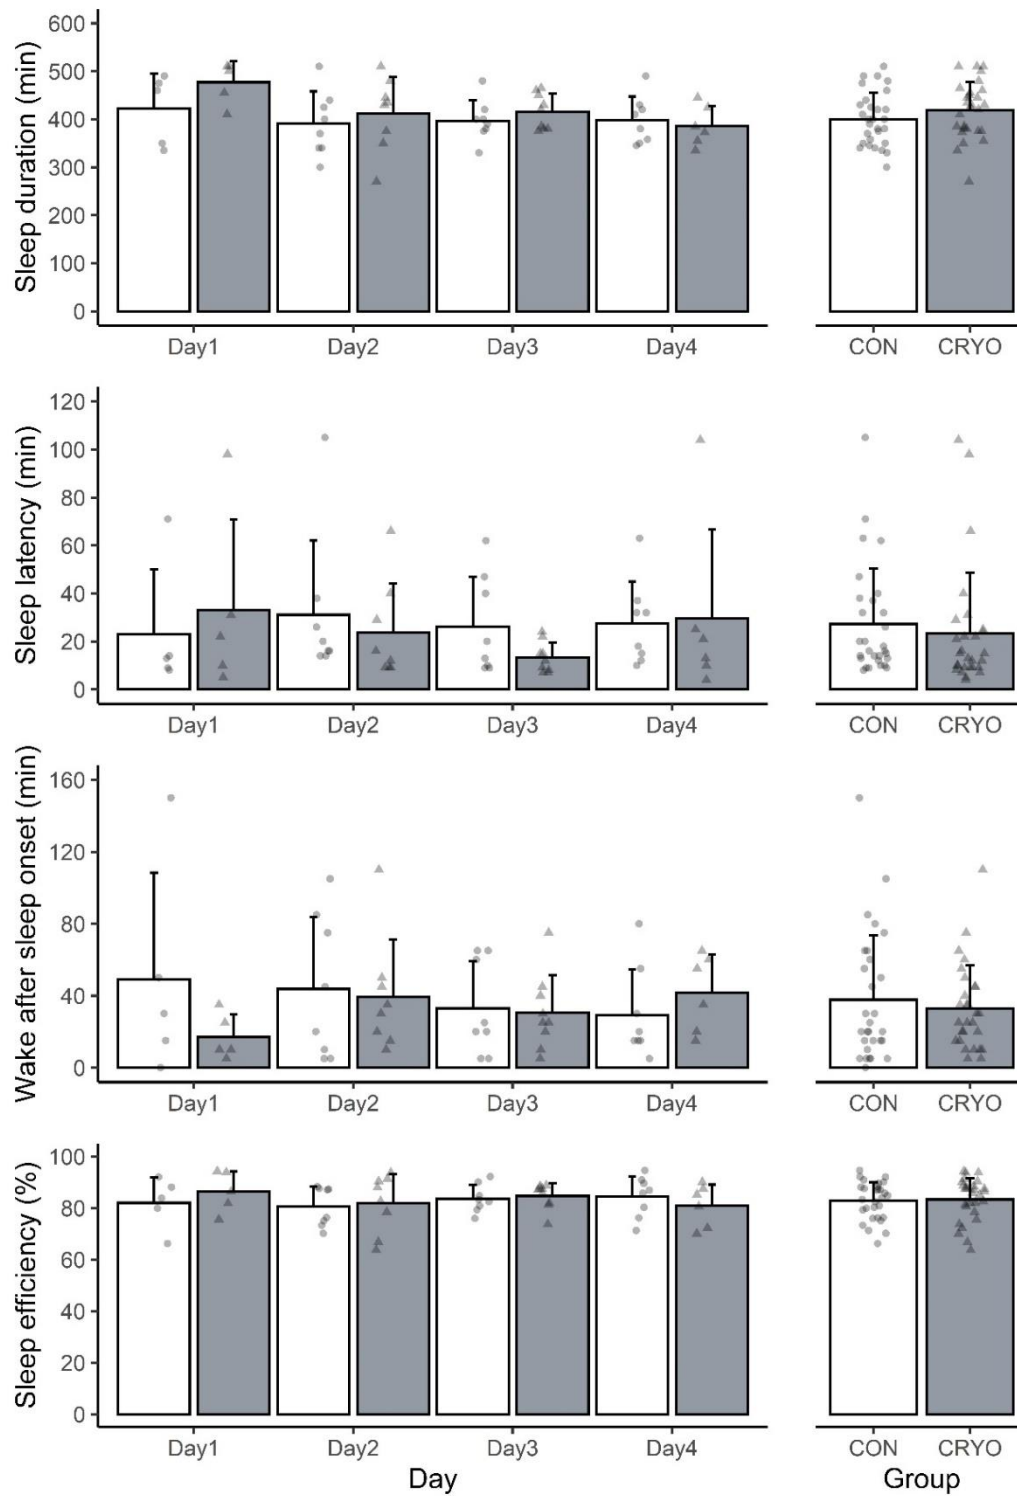 Sleep duration (min)
600
500
400
300
200
100
0
Day1 Day2 Day3 Day4 CON CRYO
Sleep latency (min)
120
100
80
60
40
20
0
Day1 Day2 Day3 Day4 CON CRYO
Wake after sleep onset (min)
160
120
80
40
0
Day1 Day2 Day3 Day4 CON CRYO
Sleep efficiency (%)
100
80
60
40
20
0
Day1 Day2 Day3 Day4 CON CRYO
Day Group